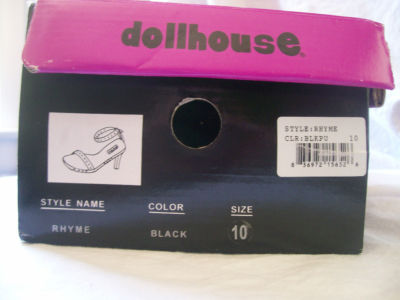 dollhouse®
STYLE:RHYME
CLR:BLKPU 10
STYLE NAME COLOR SIZE
RHYME BLACK 10